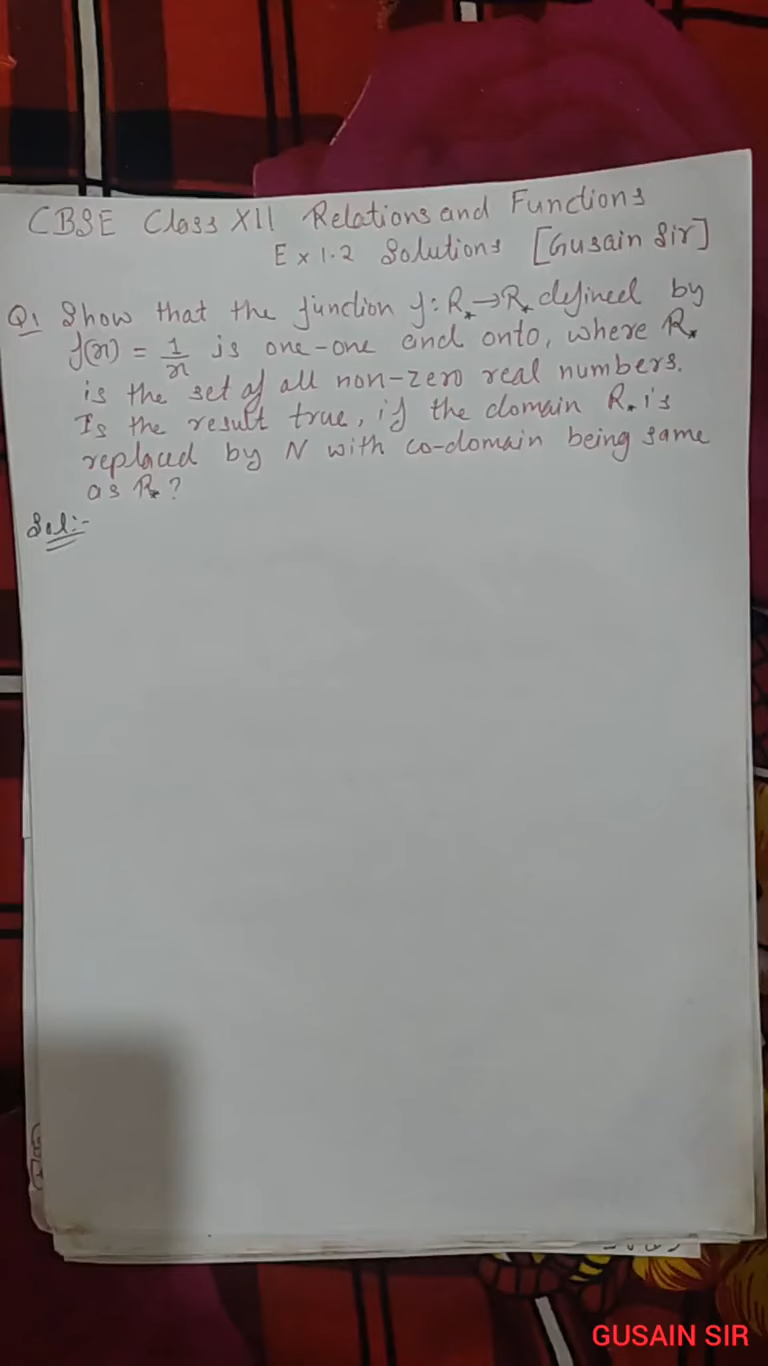 CBSE Class XII Relations and Functions
Ex 1.2 Solutions [Gusain Sir]
Q1 Show that the function f: R* → R* defined by
f(x) = 1/x is one-one and onto, where R*
is the set of all non-zero real numbers.
Is the result true, if the domain R* is
replaced by N with co-domain being same
as R*?
Sol:-
GUSAIN SIR